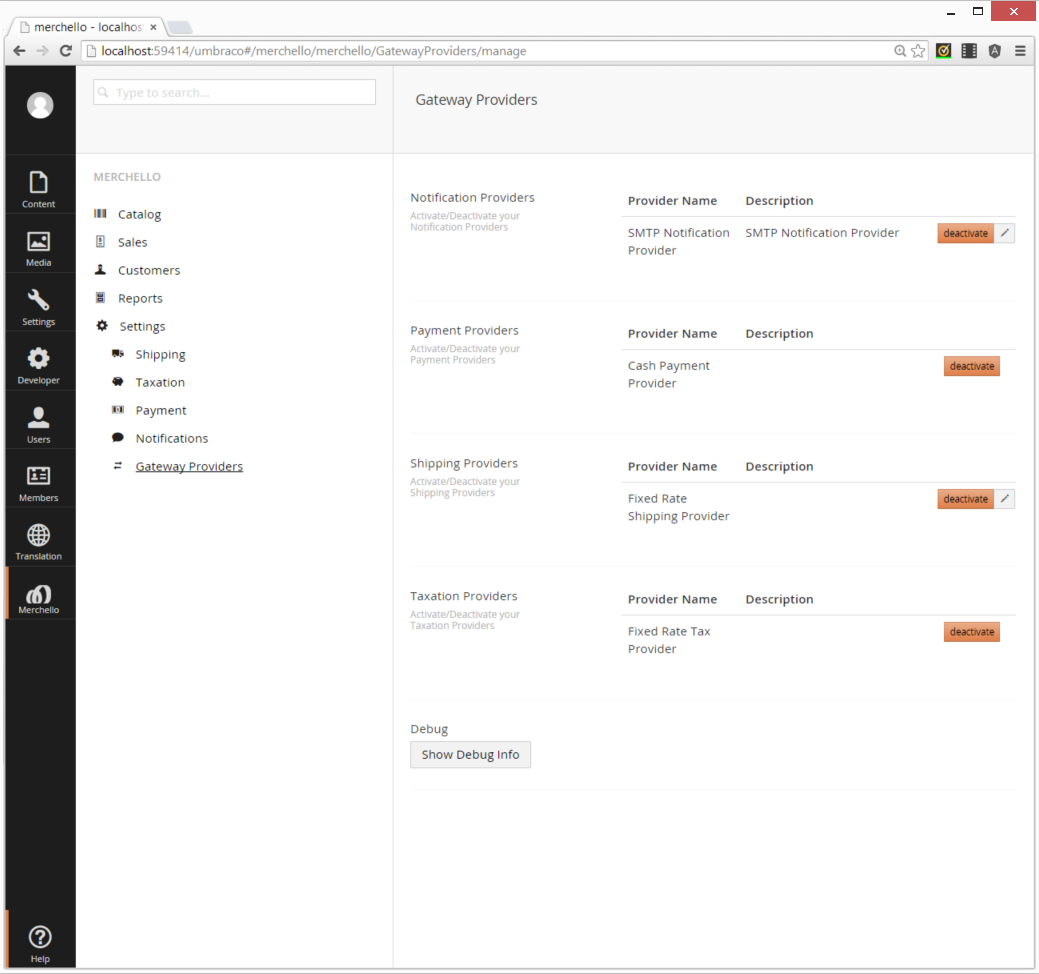 merchello - localhos
localhost:59414/umbraco#/merchello/merchello/GatewayProviders/manage
Content
Media
Settings
Developer
Users
Members
Translation
Merchello
Help
Type to search...
MERCHELLO
Catalog
Sales
Customers
Reports
Settings
Shipping
Taxation
Payment
Notifications
Gateway Providers
Gateway Providers
Notification Providers
Activate/Deactivate your
Notification Providers
Provider Name Description
SMTP Notification SMTP Notification Provider deactivate
Provider
Payment Providers
Activate/Deactivate your
Payment Providers
Provider Name Description
Cash Payment deactivate
Provider
Shipping Providers
Activate/Deactivate your
Shipping Providers
Provider Name Description
Fixed Rate deactivate
Shipping Provider
Taxation Providers
Activate/Deactivate your
Taxation Providers
Provider Name Description
Fixed Rate Tax deactivate
Provider
Debug
Show Debug Info